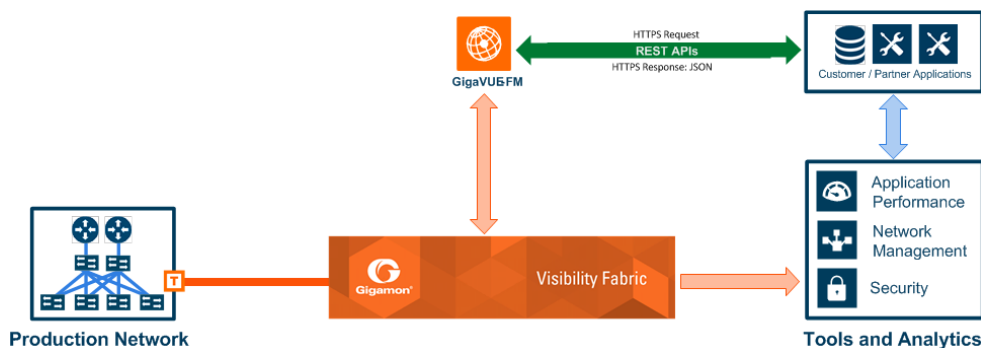 HTTPS Request
REST APIs
HTTPS Response: JSON
GigaVUE-FM
Customer / Partner Applications
Application
Performance
Network
Management
Security
T
Gigamon®
Visibility Fabric
Production Network
Tools and Analytics